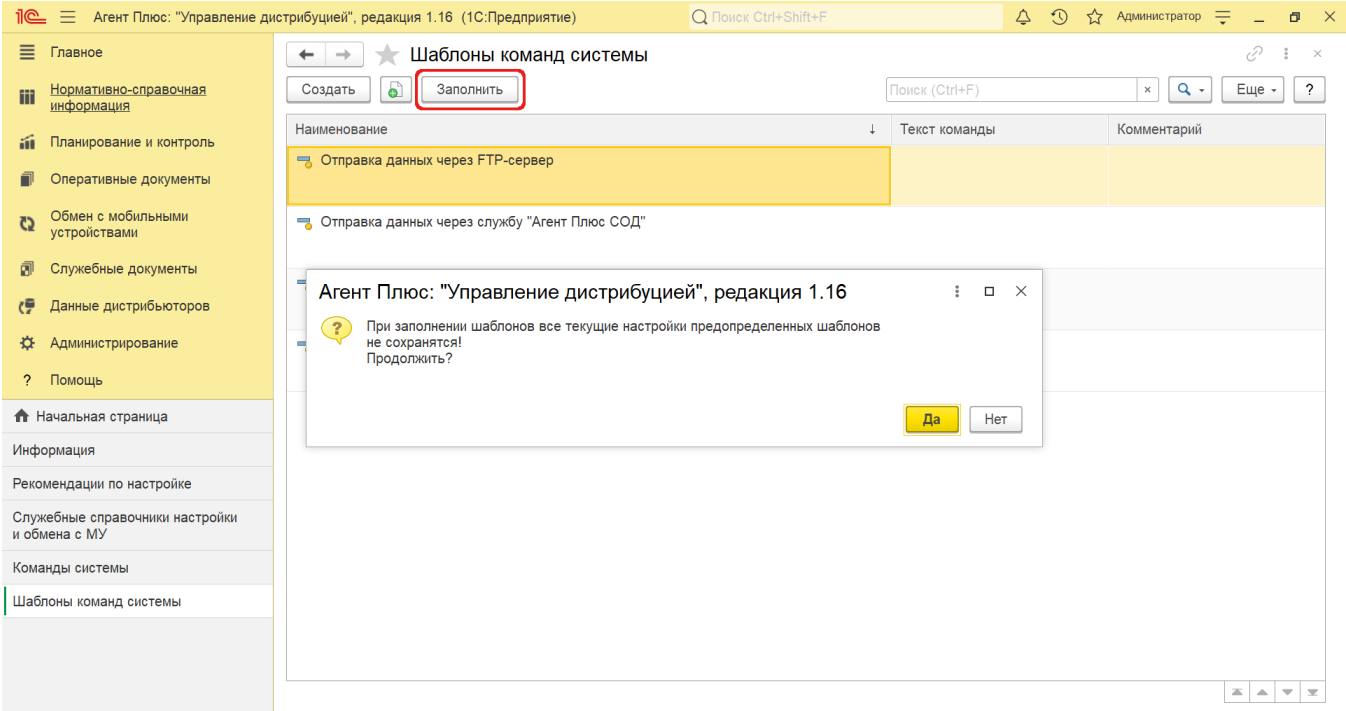 Агент Плюс: "Управление дистрибуцией", редакция 1.16 (1С:Предприятие)
Поиск Ctrl+Shift+F
Администратор
Главное
Нормативно-справочная
информация
Планирование и контроль
Оперативные документы
Обмен с мобильными
устройствами
Служебные документы
Данные дистрибьюторов
Администрирование
? Помощь
Начальная страница
Информация
Рекомендации по настройке
Служебные справочники настройки
и обмена с МУ
Команды системы
Шаблоны команд системы
Шаблоны команд системы
Создать
Заполнить
Поиск (Ctrl+F)
Еще
?
Наименование
Текст команды
Комментарий
Отправка данных через FTP-сервер
Отправка данных через службу "Агент Плюс СОД"
Агент Плюс: "Управление дистрибуцией", редакция 1.16
При заполнении шаблонов все текущие настройки предопределенных шаблонов
не сохранятся!
Продолжить?
Да
Нет